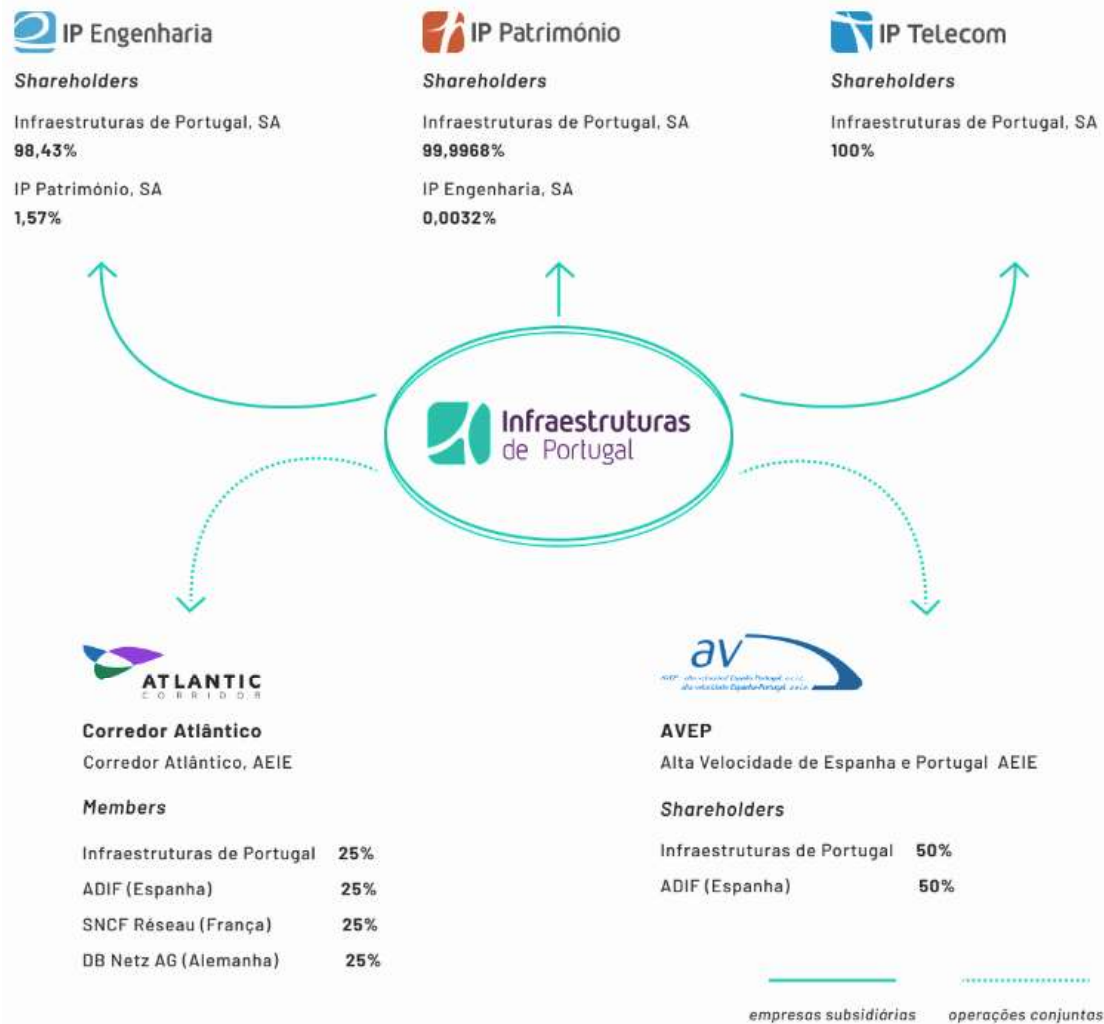 IP Engenharia
Shareholders
Infraestruturas de Portugal, SA
98,43%
IP Património, SA
1,57%
IP Património
Shareholders
Infraestruturas de Portugal, SA
99,9968%
IP Engenharia, SA
0,0032%
IP Telecom
Shareholders
Infraestruturas de Portugal, SA
100%
Infraestruturas
de Portugal
ATLANTIC
CORRIDOR
Corredor Atlântico
Corredor Atlântico, AEIE
Members
Infraestruturas de Portugal 25%
ADIF (Espanha) 25%
SNCF Réseau (França) 25%
DB Netz AG (Alemanha) 25%
av
AVEP
Alta Velocidade de Espanha e Portugal AEIE
Shareholders
Infraestruturas de Portugal 50%
ADIF (Espanha) 50%
empresas subsidiárias
operações conjuntas